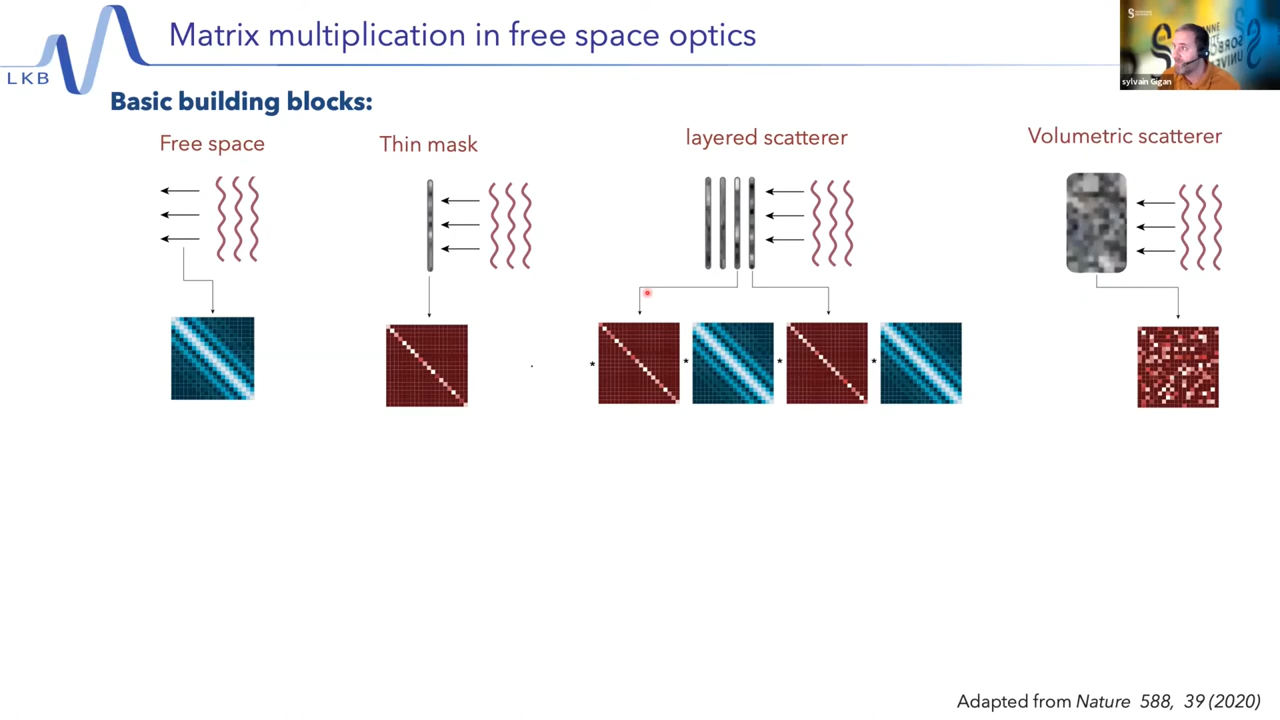 Matrix multiplication in free space optics
LKB
sylvain Gigan
Basic building blocks:
Free space
Thin mask
layered scatterer
Volumetric scatterer
* * * *
Adapted from Nature 588, 39 (2020)